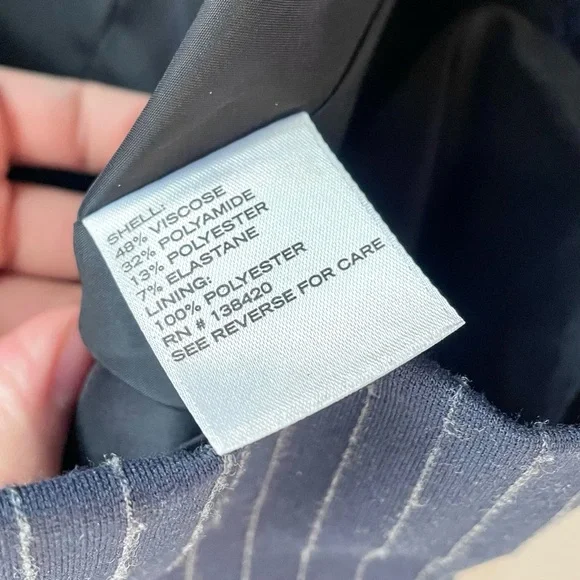 SHELL:
48% VISCOSE
32% POLYAMIDE
13% POLYESTER
7% ELASTANE
LINING:
100% POLYESTER
RN # 138420
SEE REVERSE FOR CARE